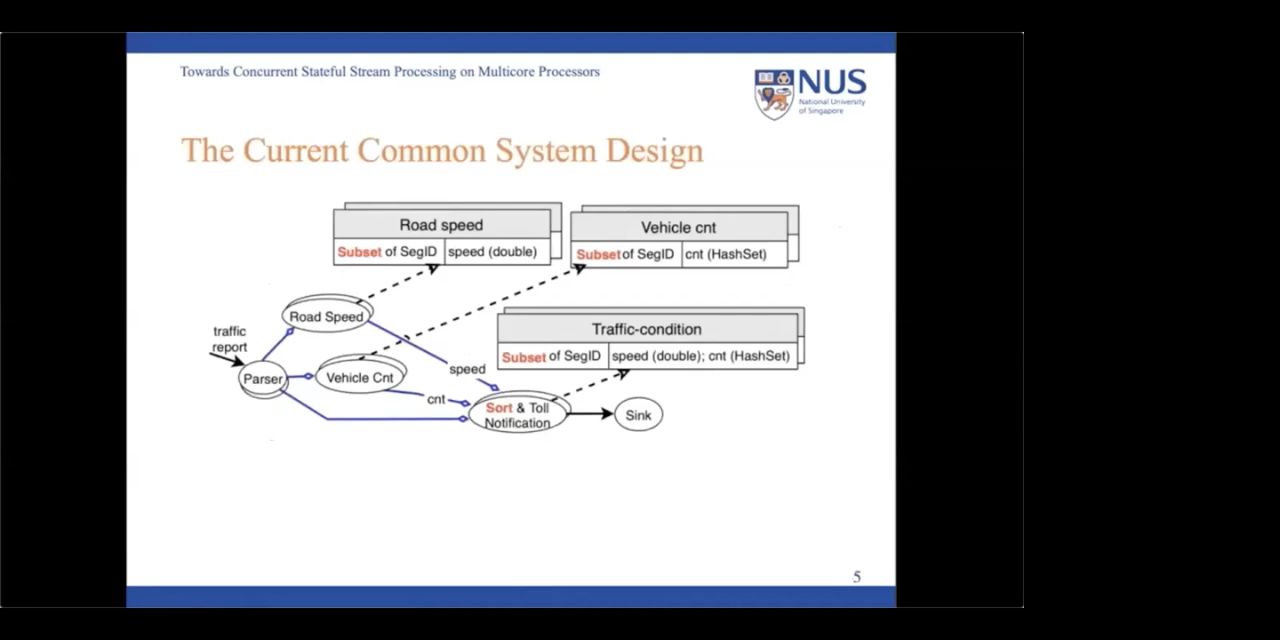 Towards Concurrent Stateful Stream Processing on Multicore Processors
NUS
National University
of Singapore
The Current Common System Design
Road speed
Subset of SegID
speed (double)
Vehicle cnt
Subset of SegID
cnt (HashSet)
Traffic-condition
Subset of SegID
speed (double); cnt (HashSet)
traffic
report
Road Speed
Parser
Vehicle Cnt
speed
cnt
Sort & Toll
Notification
Sink
5